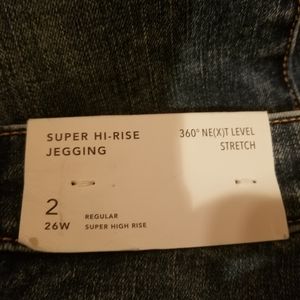 SUPER HI-RISE
JEGGING
360° NE(X)T LEVEL
STRETCH
2
26W
REGULAR
SUPER HIGH RISE